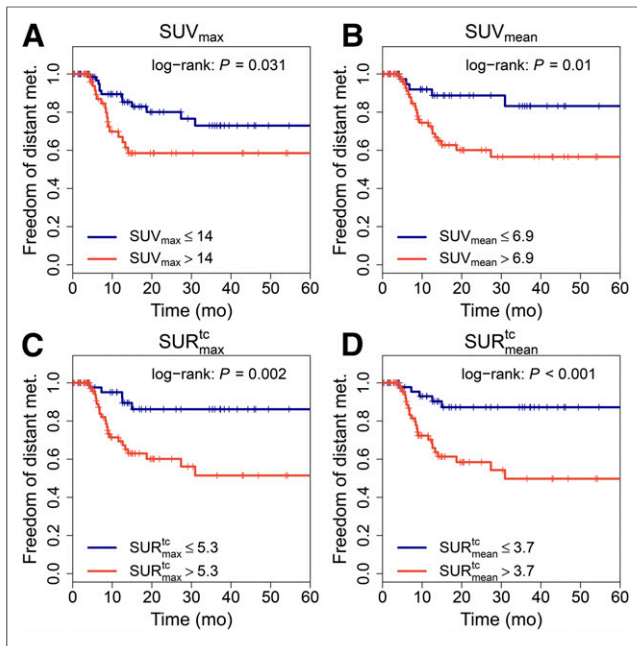 A
SUVmax
log−rank: P = 0.031
Freedom of distant met.
1.0
0.8
0.6
0.4
0.2
0.0
SUVmax ≤ 14
SUVmax > 14
0 10 20 30 40 50 60
Time (mo)
B
SUVmean
log−rank: P = 0.01
Freedom of distant met.
1.0
0.8
0.6
0.4
0.2
0.0
SUVmean ≤ 6.9
SUVmean > 6.9
0 10 20 30 40 50 60
Time (mo)
C
SURtcmax
log−rank: P = 0.002
Freedom of distant met.
1.0
0.8
0.6
0.4
0.2
0.0
SURtcmax ≤ 5.3
SURtcmax > 5.3
0 10 20 30 40 50 60
Time (mo)
D
SURtcmean
log−rank: P < 0.001
Freedom of distant met.
1.0
0.8
0.6
0.4
0.2
0.0
SURtcmean ≤ 3.7
SURtcmean > 3.7
0 10 20 30 40 50 60
Time (mo)